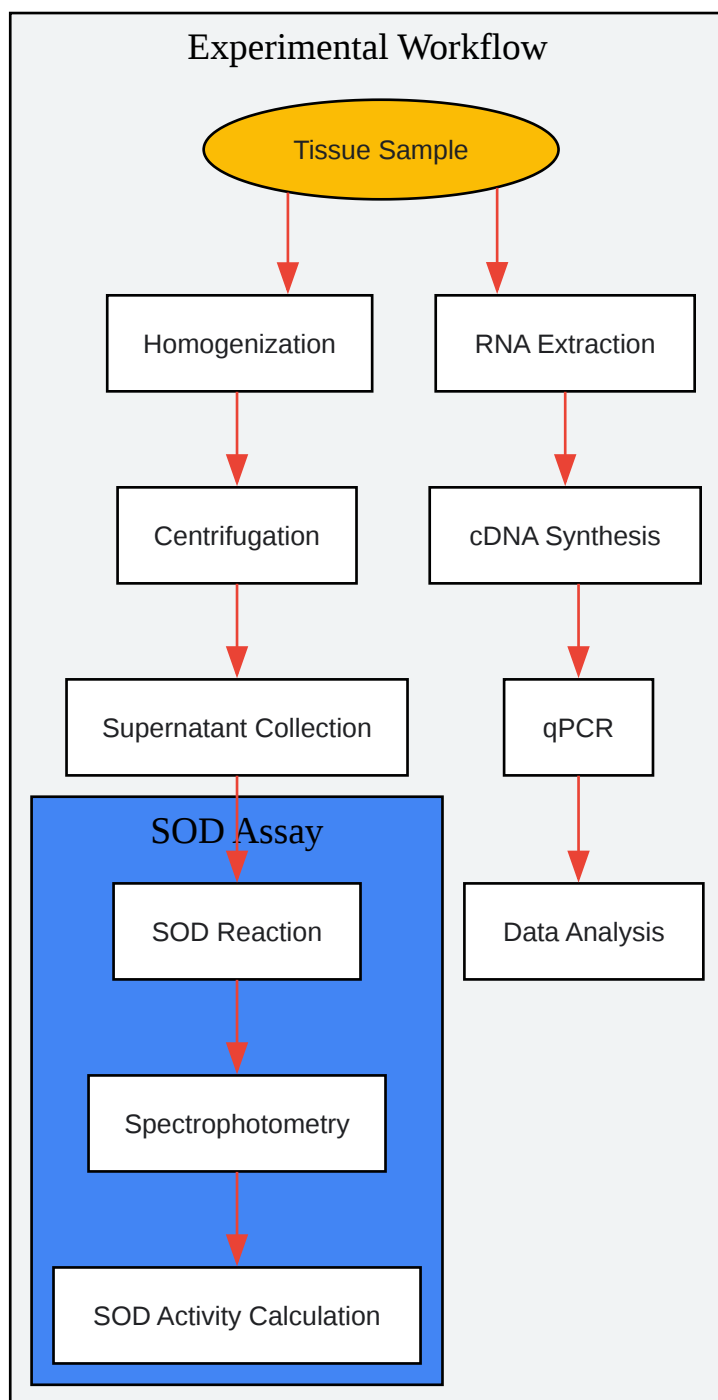 Experimental Workflow
Tissue Sample
Homogenization
RNA Extraction
Centrifugation
cDNA Synthesis
Supernatant Collection
qPCR
SOD Assay
SOD Reaction
Data Analysis
Spectrophotometry
SOD Activity Calculation